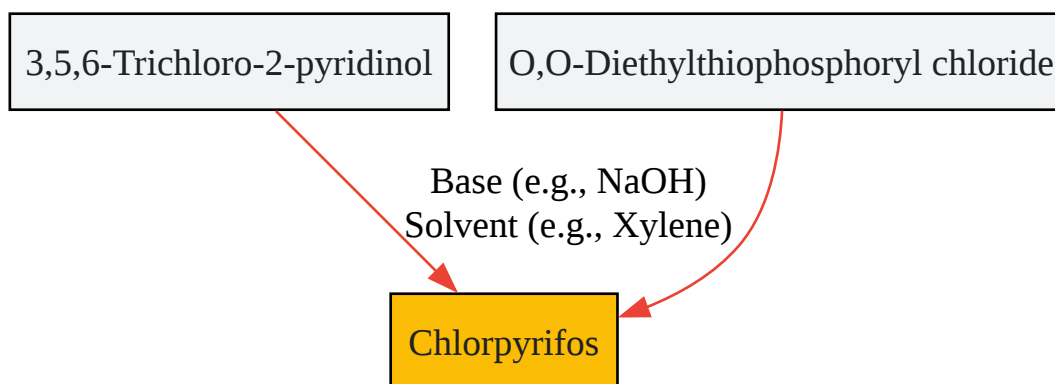 3,5,6-Trichloro-2-pyridinol
O,O-Diethylthiophosphoryl chloride
Base (e.g., NaOH)
Solvent (e.g., Xylene)
Chlorpyrifos